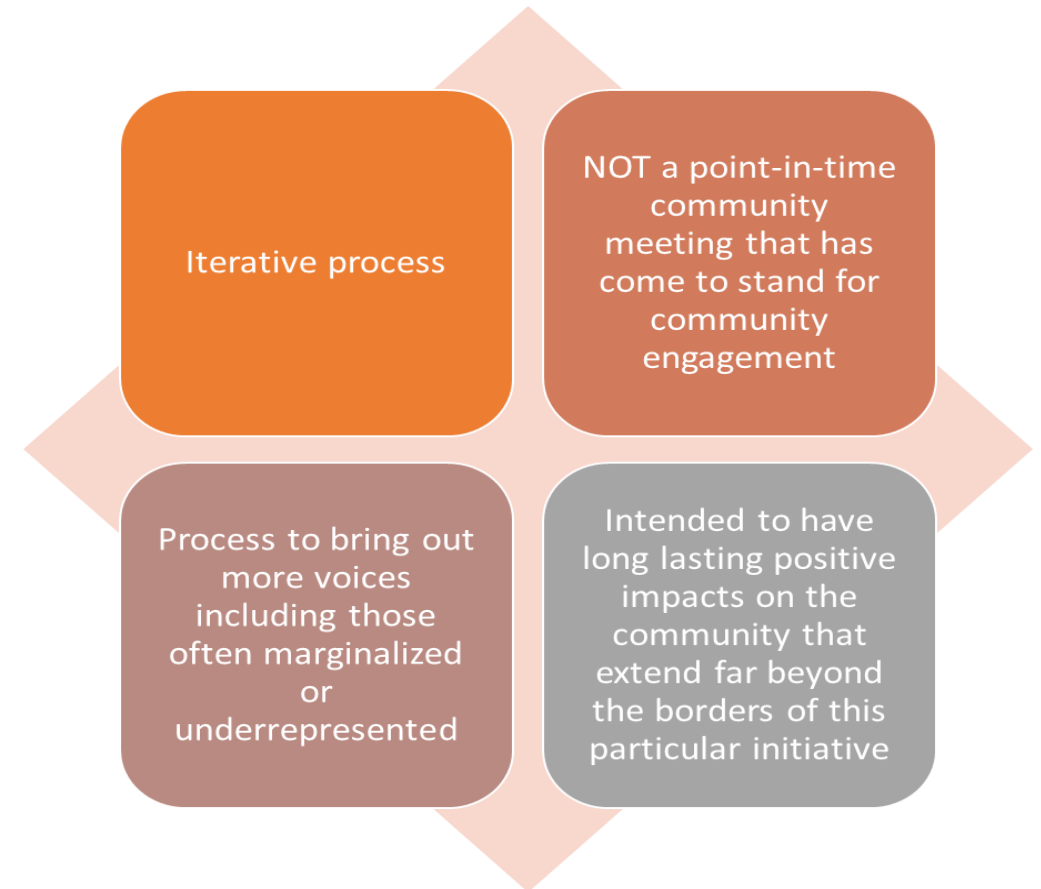 Iterative process
NOT a point-in-time
community
meeting that has
come to stand for
community
engagement
Process to bring out
more voices
including those
often marginalized
or
underrepresented
Intended to have
long lasting positive
impacts on the
community that
extend far beyond
the borders of this
particular initiative